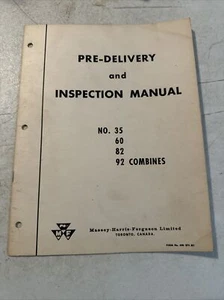 PRE-DELIVERY
and
INSPECTION MANUAL
NO. 35
60
82
92 COMBINES
Massey-Harris-Ferguson Limited
TORONTO, CANADA